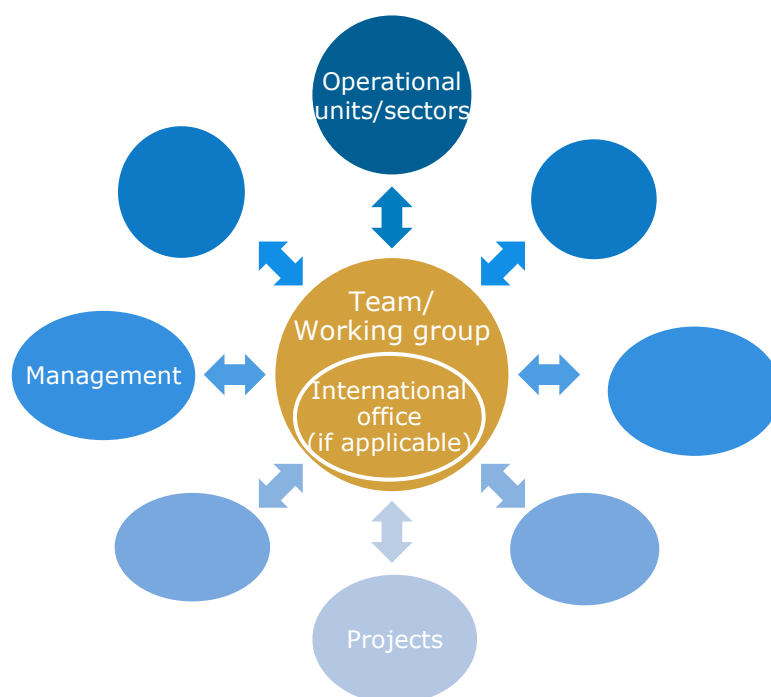 Operational
units/sectors
Team/
Working group
Management
International
office
(if applicable)
Projects